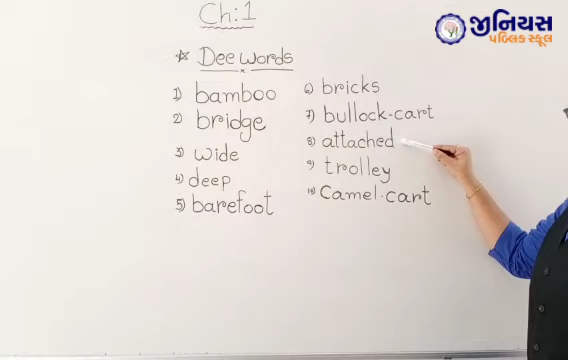 Ch:1
Dee words
1) bamboo
2) bridge
3) wide
4) deep
5) barefoot
6) bricks
7) bullock-cart
8) attached
9) trolley
10) Camel-cart
જીનિયસ
પબ્લિક સ્કૂલ